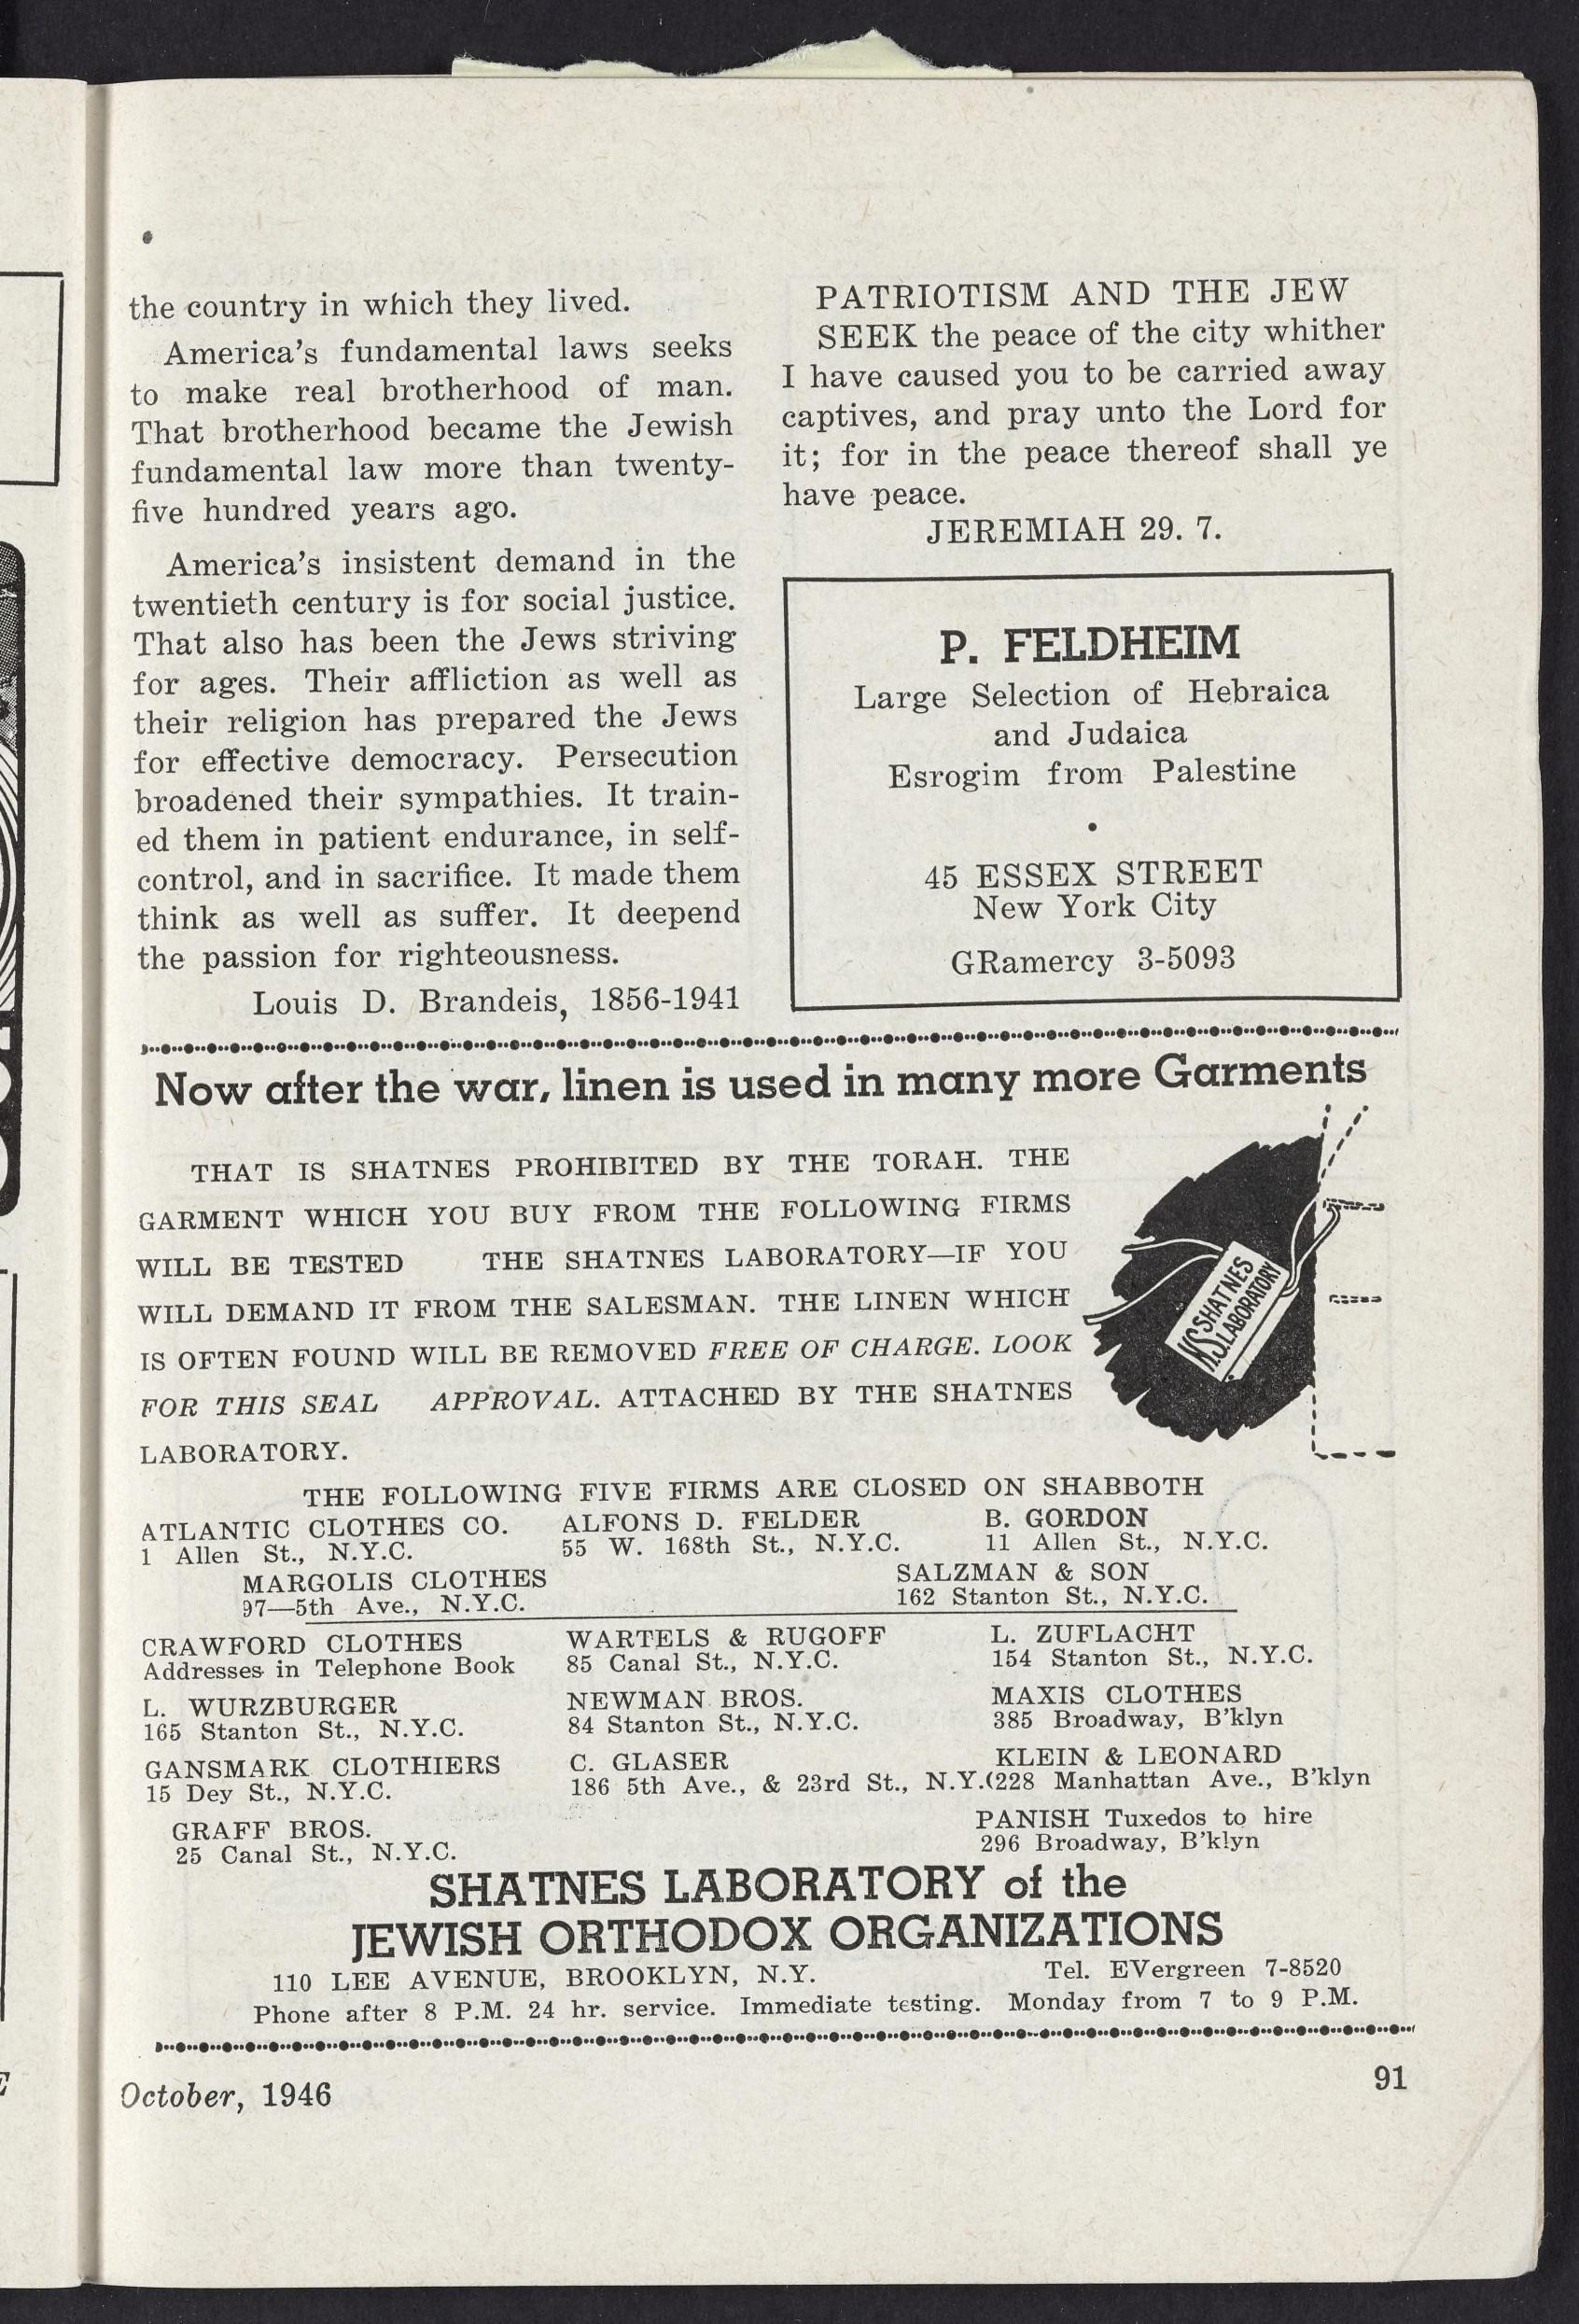 the country in which they lived.
America's fundamental laws seeks
to make real brotherhood of man.
That brotherhood became the Jewish
fundamental law more than twenty-
five hundred years ago.
America's insistent demand in the
twentieth century is for social justice.
That also has been the Jews striving
for ages. Their affliction as well as
their religion has prepared the Jews
for effective democracy. Persecution
broadened their sympathies. It train-
ed them in patient endurance, in self-
control, and in sacrifice. It made them
think as well as suffer. It deepend
the passion for righteousness.
Louis D. Brandeis, 1856-1941
PATRIOTISM AND THE JEW
SEEK the peace of the city whither
I have caused you to be carried away
captives, and pray unto the Lord for
it; for in the peace thereof shall ye
have peace.
JEREMIAH 29. 7.
P. FELDHEIM
Large Selection of Hebraica
and Judaica
Esrogim from Palestine
•
45 ESSEX STREET
New York City
GRamercy 3-5093
Now after the war, linen is used in many more Garments
THAT IS SHATNES PROHIBITED BY THE TORAH. THE
GARMENT WHICH YOU BUY FROM THE FOLLOWING FIRMS
WILL BE TESTED THE SHATNES LABORATORY—IF YOU
WILL DEMAND IT FROM THE SALESMAN. THE LINEN WHICH
IS OFTEN FOUND WILL BE REMOVED FREE OF CHARGE. LOOK
FOR THIS SEAL APPROVAL. ATTACHED BY THE SHATNES
LABORATORY.
SHATNES
LABORATORY
THE FOLLOWING FIVE FIRMS ARE CLOSED ON SHABBOTH
ATLANTIC CLOTHES CO. ALFONS D. FELDER B. GORDON
1 Allen St., N.Y.C. 55 W. 168th St., N.Y.C. 11 Allen St., N.Y.C.
MARGOLIS CLOTHES SALZMAN & SON
97—5th Ave., N.Y.C. 162 Stanton St., N.Y.C.
CRAWFORD CLOTHES WARTELS & RUGOFF L. ZUFLACHT
Addresses in Telephone Book 85 Canal St., N.Y.C. 154 Stanton St., N.Y.C.
L. WURZBURGER NEWMAN BROS. MAXIS CLOTHES
165 Stanton St., N.Y.C. 84 Stanton St., N.Y.C. 385 Broadway, B'klyn
GANSMARK CLOTHIERS C. GLASER KLEIN & LEONARD
15 Dey St., N.Y.C. 186 5th Ave., & 23rd St., N.Y.(228 Manhattan Ave., B'klyn
GRAFF BROS. PANISH Tuxedos to hire
25 Canal St., N.Y.C. 296 Broadway, B'klyn
SHATNES LABORATORY of the
JEWISH ORTHODOX ORGANIZATIONS
110 LEE AVENUE, BROOKLYN, N.Y. Tel. EVergreen 7-8520
Phone after 8 P.M. 24 hr. service. Immediate testing. Monday from 7 to 9 P.M.
October, 1946 91